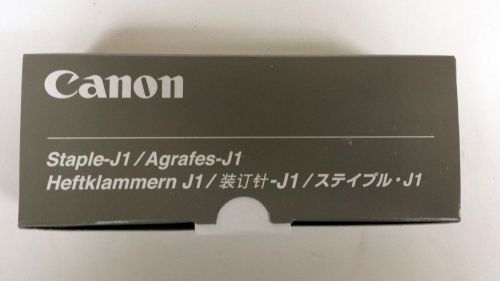 Canon
Staple-J1 / Agrafes-J1
Heftklammern J1 / 装订针-J1 / ステイプル・J1